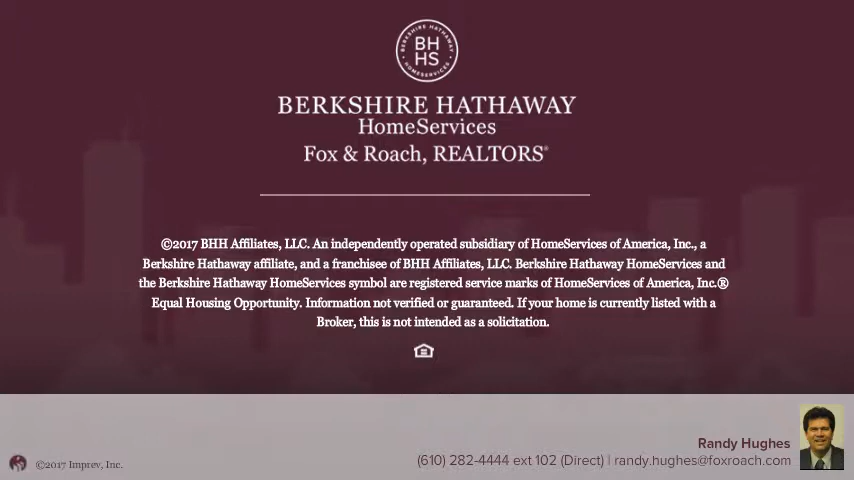 BERKSHIRE HATHAWAY
BH
HS
HOMESERVICES
BERKSHIRE HATHAWAY
HomeServices
Fox & Roach, REALTORS®
©2017 BHH Affiliates, LLC. An independently operated subsidiary of HomeServices of America, Inc., a
Berkshire Hathaway affiliate, and a franchisee of BHH Affiliates, LLC. Berkshire Hathaway HomeServices and
the Berkshire Hathaway HomeServices symbol are registered service marks of HomeServices of America, Inc.®
Equal Housing Opportunity. Information not verified or guaranteed. If your home is currently listed with a
Broker, this is not intended as a solicitation.
Randy Hughes
(610) 282-4444 ext 102 (Direct) | randy.hughes@foxroach.com
©2017 Imprev, Inc.